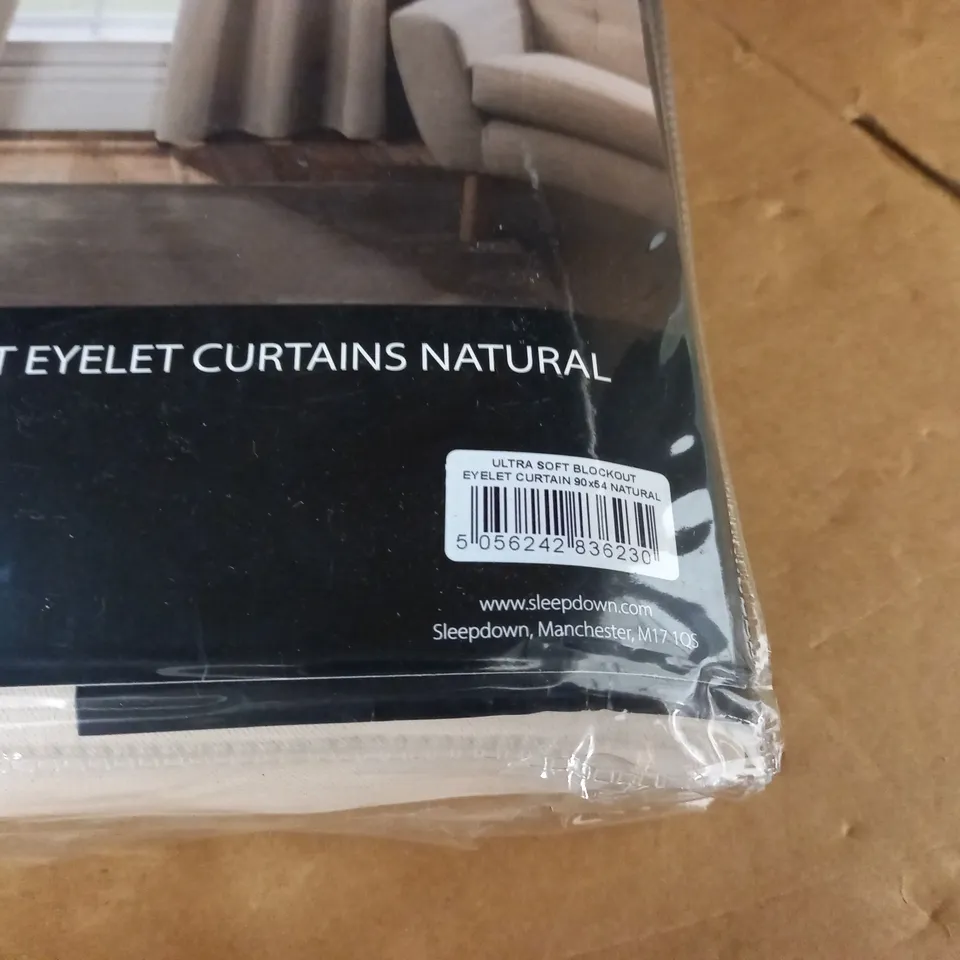 T EYELET CURTAINS NATURAL
ULTRA SOFT BLOCKOUT
EYELET CURTAIN 90x54 NATURAL
5 056242 836230
www.sleepdown.com
Sleepdown, Manchester, M17 1QS